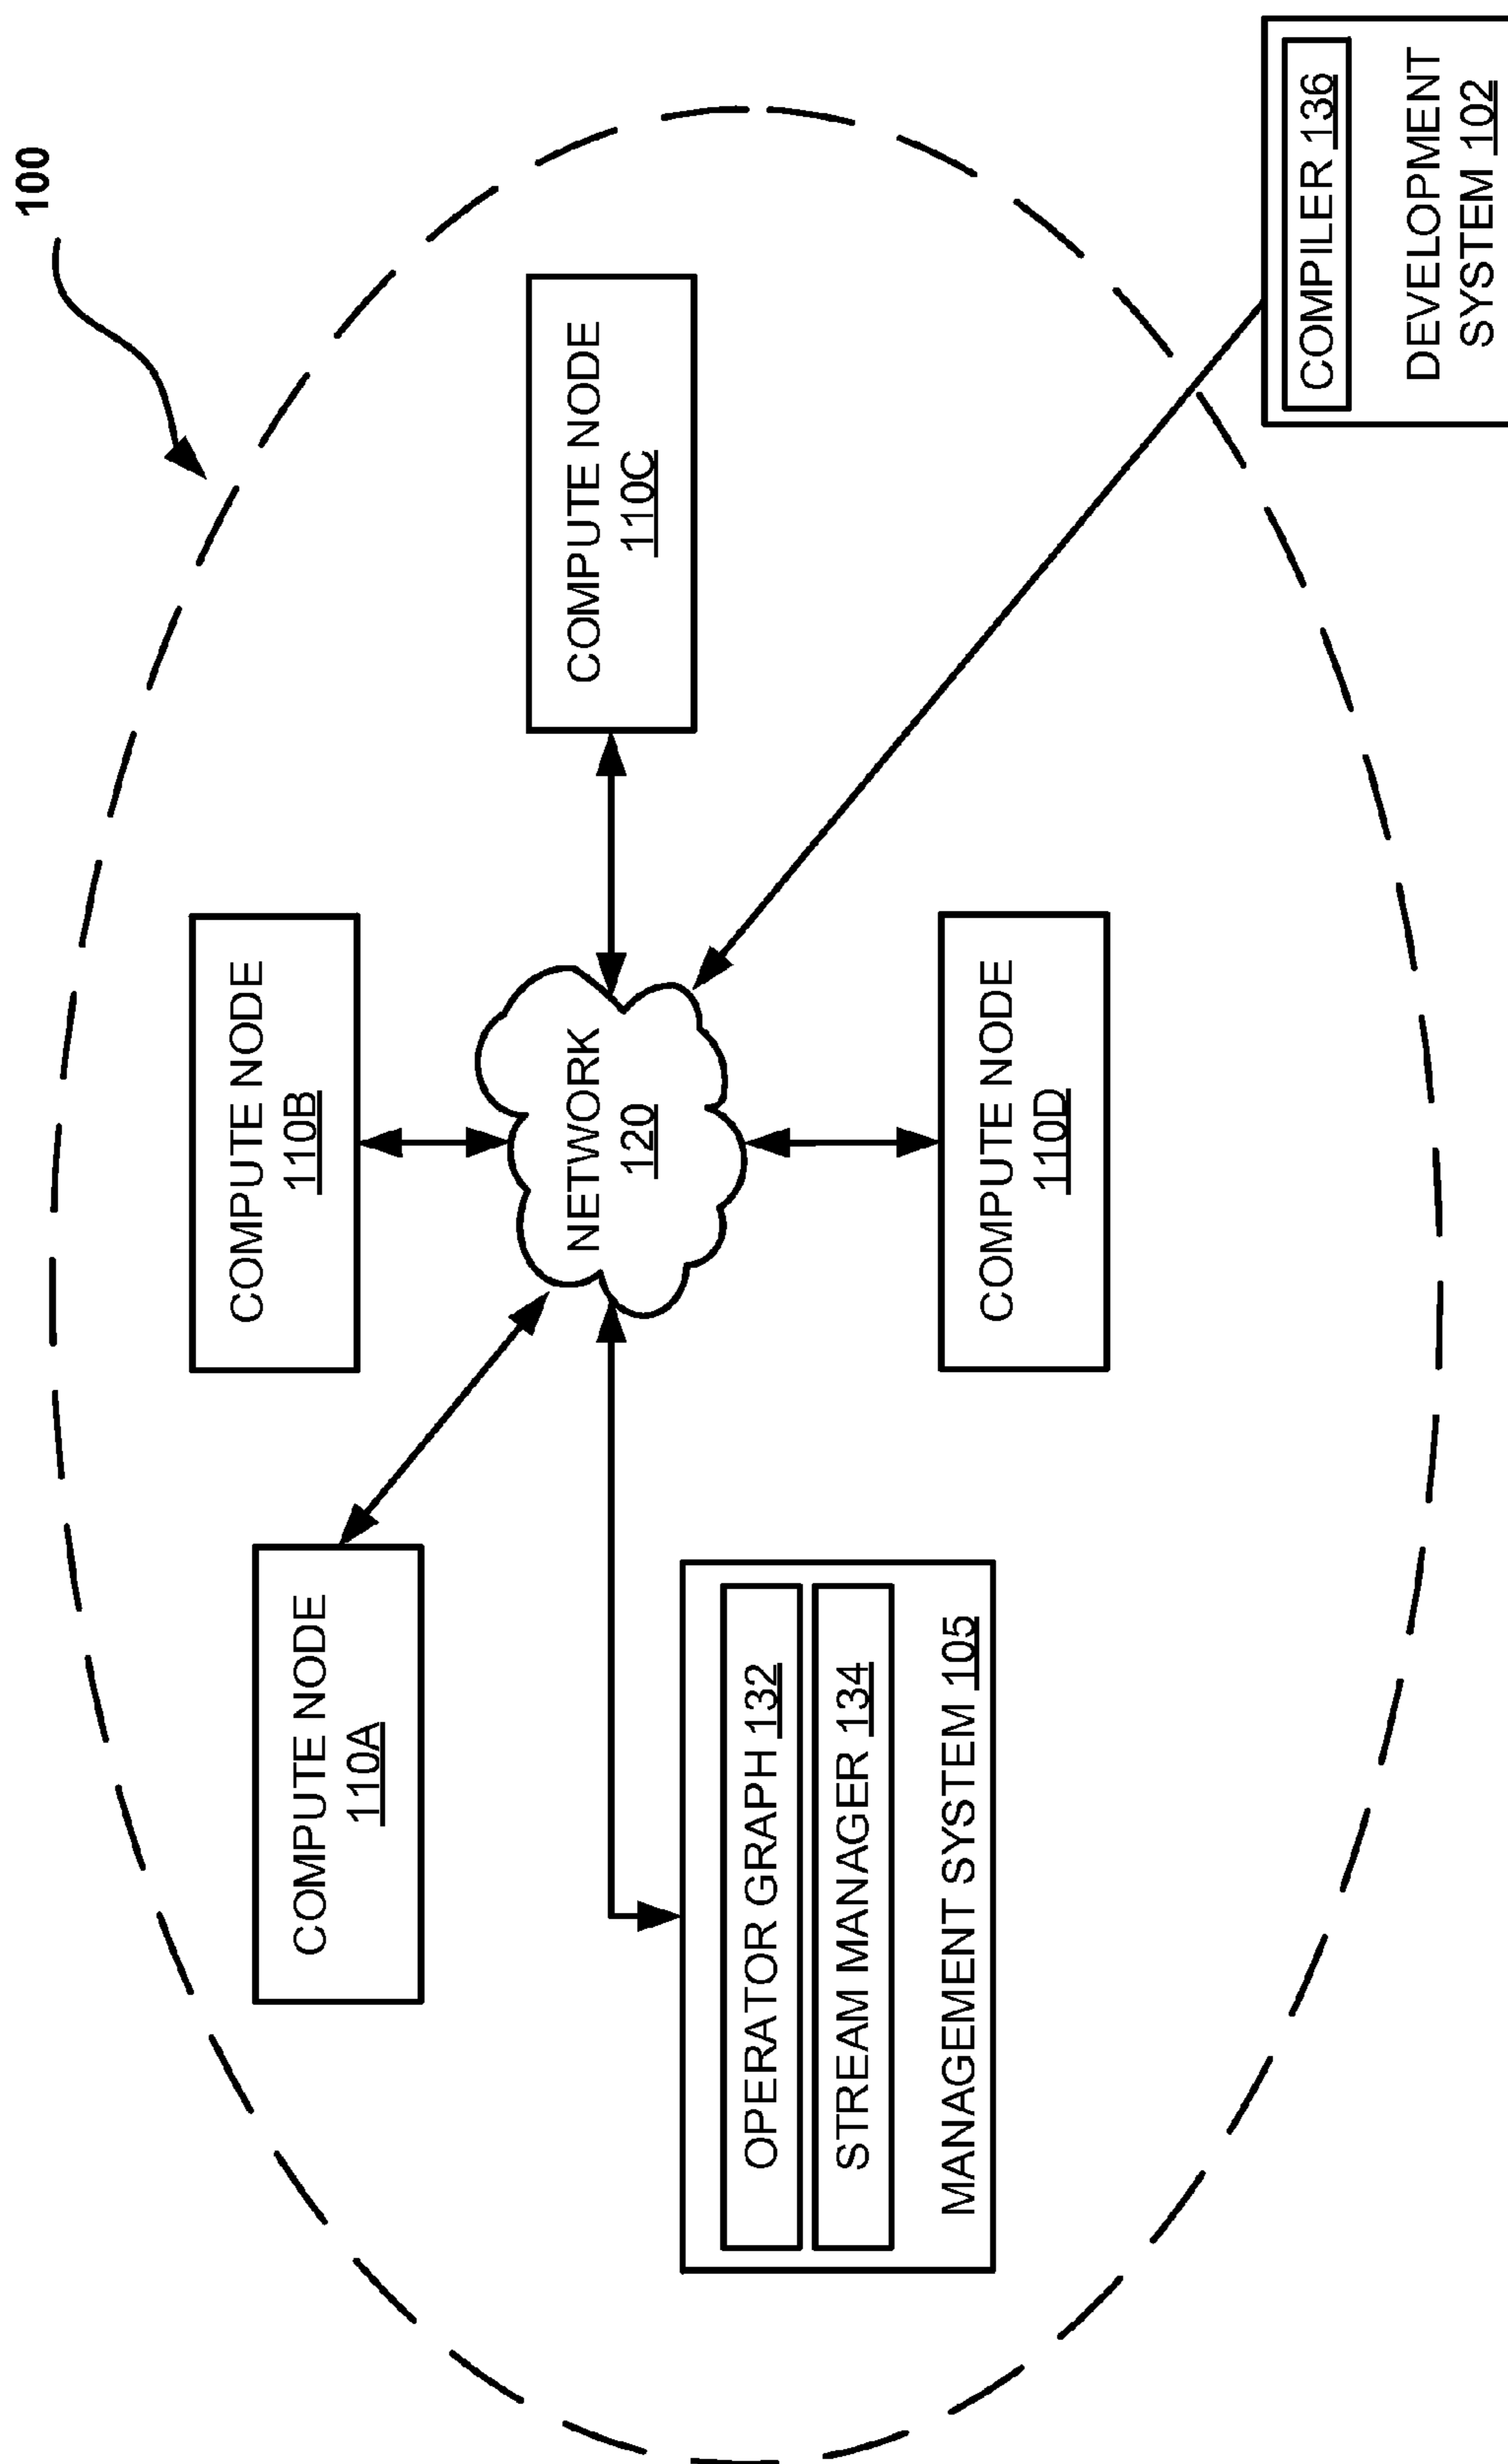 100
COMPUTE NODE
110A
COMPUTE NODE
110B
COMPUTE NODE
110C
NETWORK
120
OPERATOR GRAPH 132
STREAM MANAGER 134
MANAGEMENT SYSTEM 105
COMPUTE NODE
110D
COMPILER 136
DEVELOPMENT
SYSTEM 102